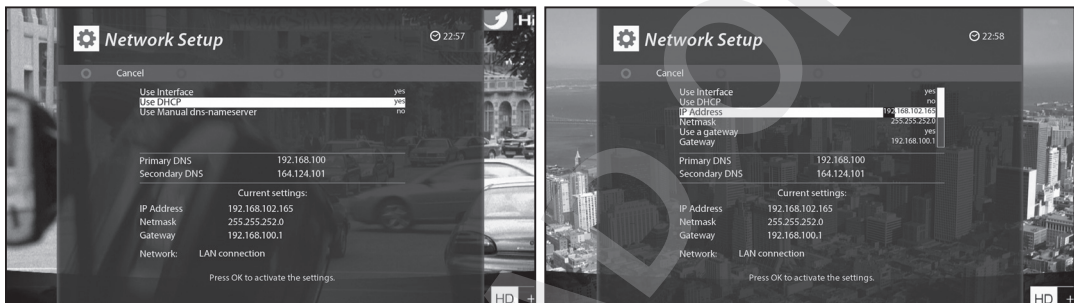 Network Setup
22:57
Hi
Cancel
Use Interface yes
Use DHCP yes
Use Manual dns-nameserver no
Primary DNS 192.168.100
Secondary DNS 164.124.101
Current settings:
IP Address 192.168.102.165
Netmask 255.255.252.0
Gateway 192.168.100.1
Network: LAN connection
Press OK to activate the settings.
HD +
Network Setup
22:58
Cancel
Use Interface yes
Use DHCP no
IP Address 192.168.102.165
Netmask 255.255.252.0
Use a gateway yes
Gateway 192.168.100.1
Primary DNS 192.168.100
Secondary DNS 164.124.101
Current settings:
IP Address 192.168.102.165
Netmask 255.255.252.0
Gateway 192.168.100.1
Network: LAN connection
Press OK to activate the settings.
HD +